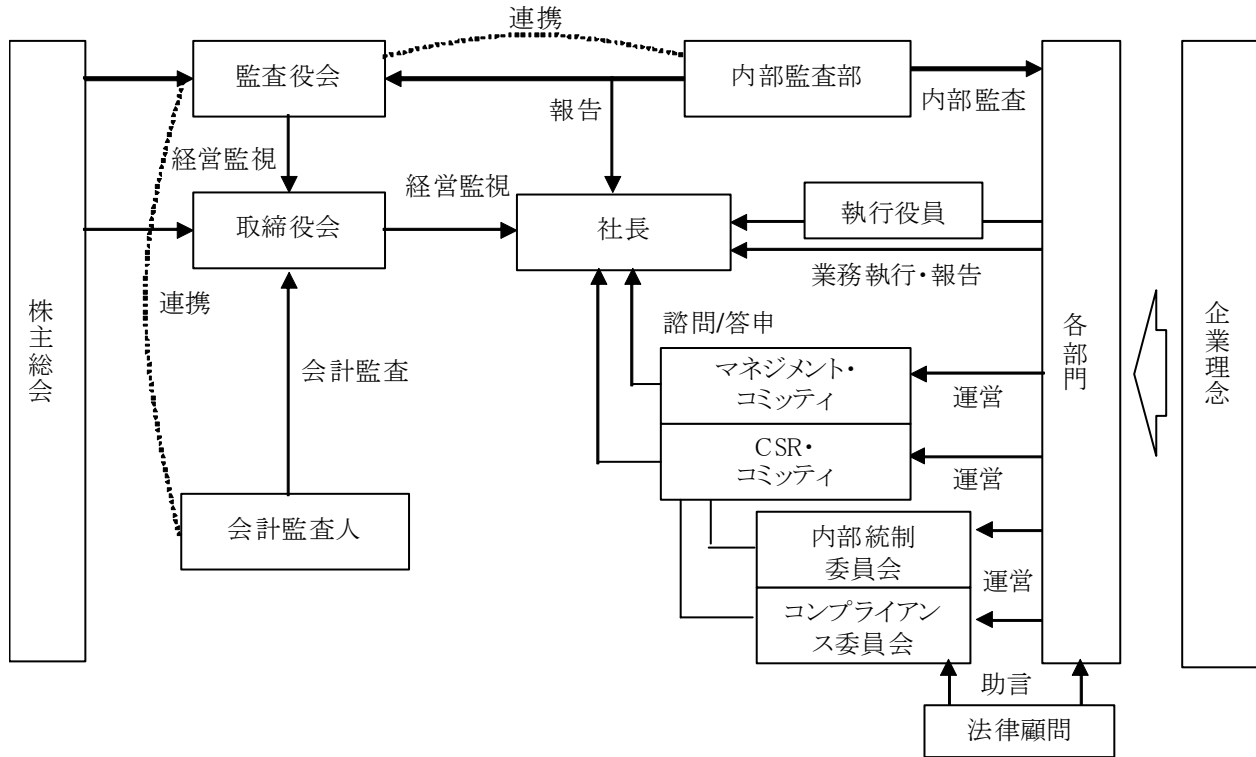 連携
監査役会
内部監査部
報告
内部監査
経営監視
経営監視
取締役会
社長
執行役員
業務執行・報告
連携
株主総会
各部門
企業理念
諮問/答申
会計監査
マネジメント・
コミッティ
運営
CSR・
コミッティ
運営
会計監査人
内部統制
委員会
運営
コンプライアン
ス委員会
助言
法律顧問